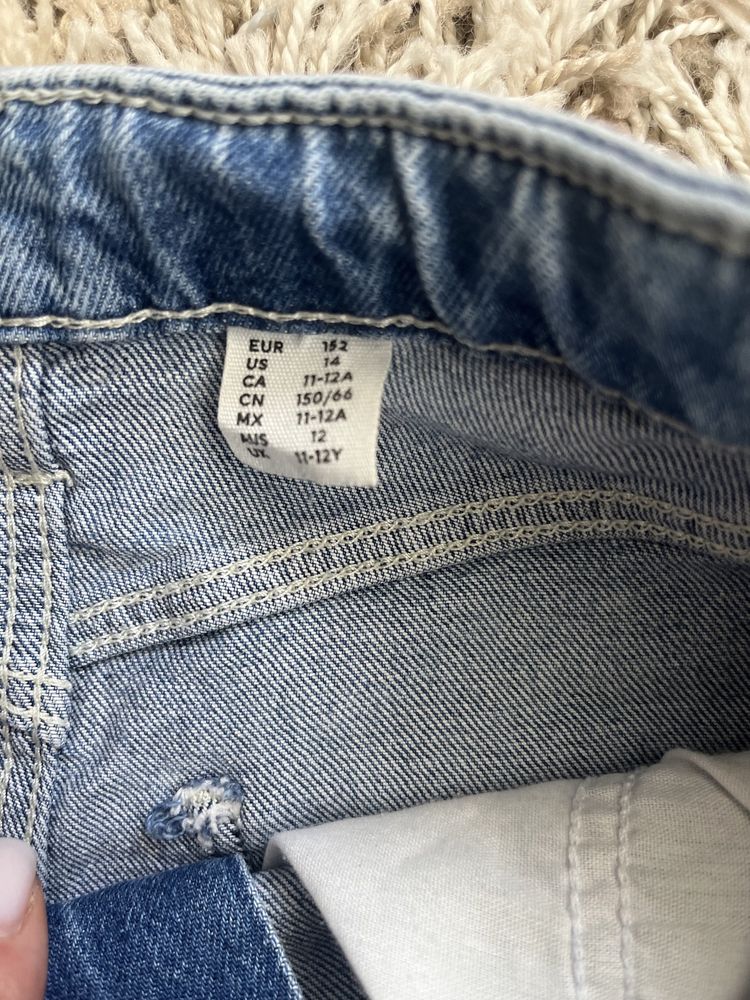 EUR 152
US 14
CA 11-12A
CN 150/66
MX 11-12A
AUS 12
UK 11-12Y